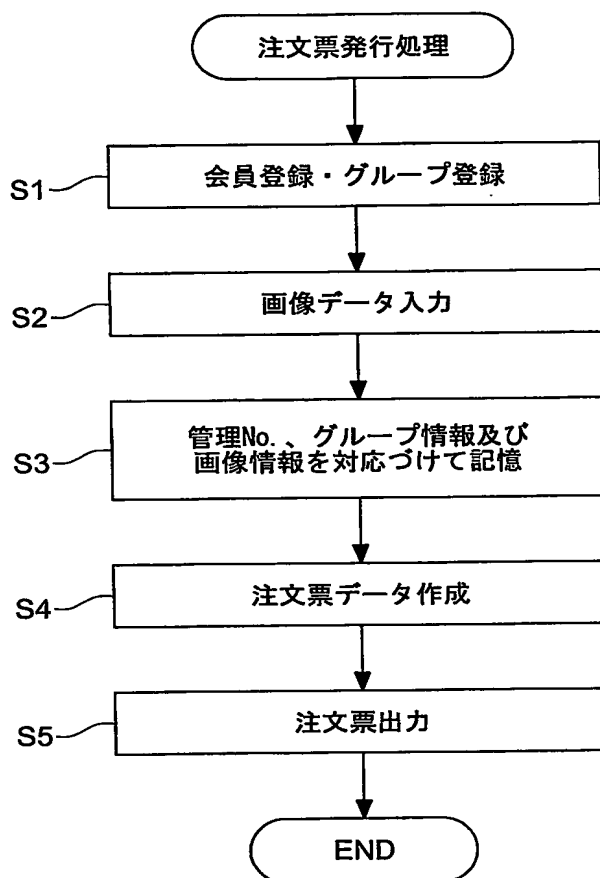 注文票発行処理
S1
会員登録・グループ登録
S2
画像データ入力
S3
管理No.、グループ情報及び
画像情報を対応づけて記憶
S4
注文票データ作成
S5
注文票出力
END